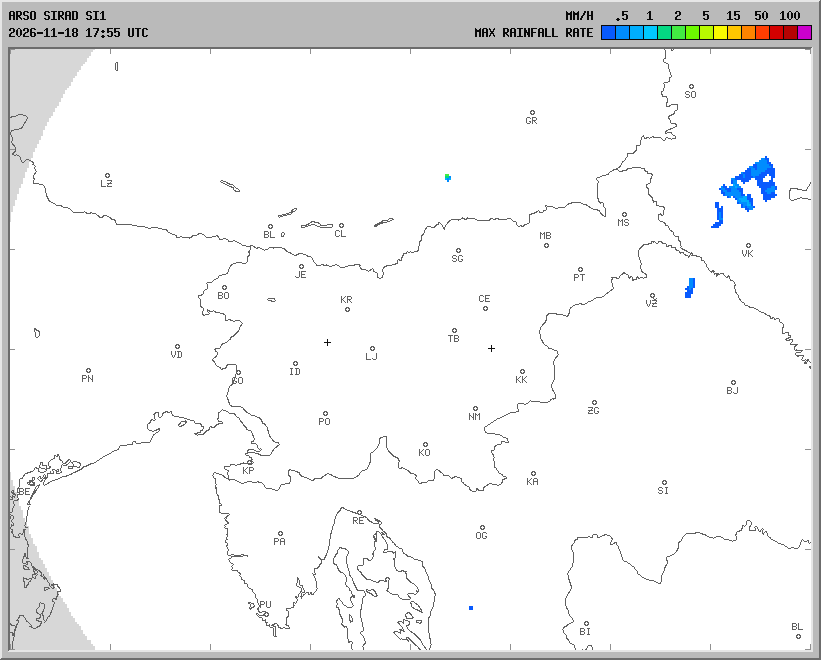 ARSO SIRAD SI1
2026-11-18 17:55 UTC
MM/H .5 1 2 5 15 50 100
MAX RAINFALL RATE
SO
GR
LZ
MS
BL
CL
MB
SG
VK
JE
PT
BO
KR
CE
VŽ
TB
VD
LJ
ID
GO
PN
KK
BJ
ZG
NM
PO
KO
KP
KA
BE
SI
RE
OG
PA
PU
BI
BL